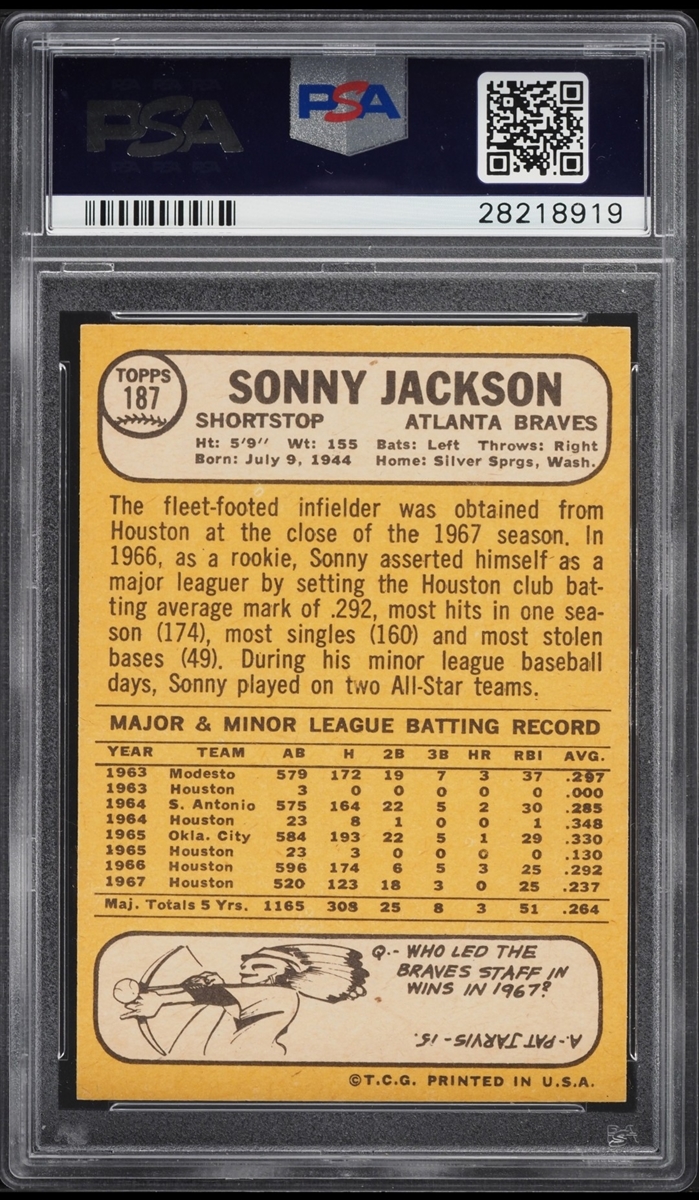 PSA
PSA
28218919
TOPPS
187
SONNY JACKSON
SHORTSTOP ATLANTA BRAVES
Ht: 5'9" Wt: 155 Bats: Left Throws: Right
Born: July 9, 1944 Home: Silver Sprgs, Wash.
The fleet-footed infielder was obtained from
Houston at the close of the 1967 season. In
1966, as a rookie, Sonny asserted himself as a
major leaguer by setting the Houston club bat-
ting average mark of .292, most hits in one sea-
son (174), most singles (160) and most stolen
bases (49). During his minor league baseball
days, Sonny played on two All-Star teams.
MAJOR & MINOR LEAGUE BATTING RECORD
YEAR TEAM AB H 2B 3B HR RBI AVG.
1963 Modesto 579 172 19 7 3 37 .297
1963 Houston 3 0 0 0 0 0 .000
1964 S. Antonio 575 164 22 5 2 30 .285
1964 Houston 23 8 1 0 0 1 .348
1965 Okla. City 584 193 22 5 1 29 .330
1965 Houston 23 3 0 0 0 0 .130
1966 Houston 596 174 6 5 3 25 .292
1967 Houston 520 123 18 3 0 25 .237
Maj. Totals 5 Yrs. 1165 308 25 8 3 51 .264
Q.- WHO LED THE
BRAVES STAFF IN
WINS IN 1967?
A.- PAT JARVIS - 15.
©T.C.G. PRINTED IN U.S.A.